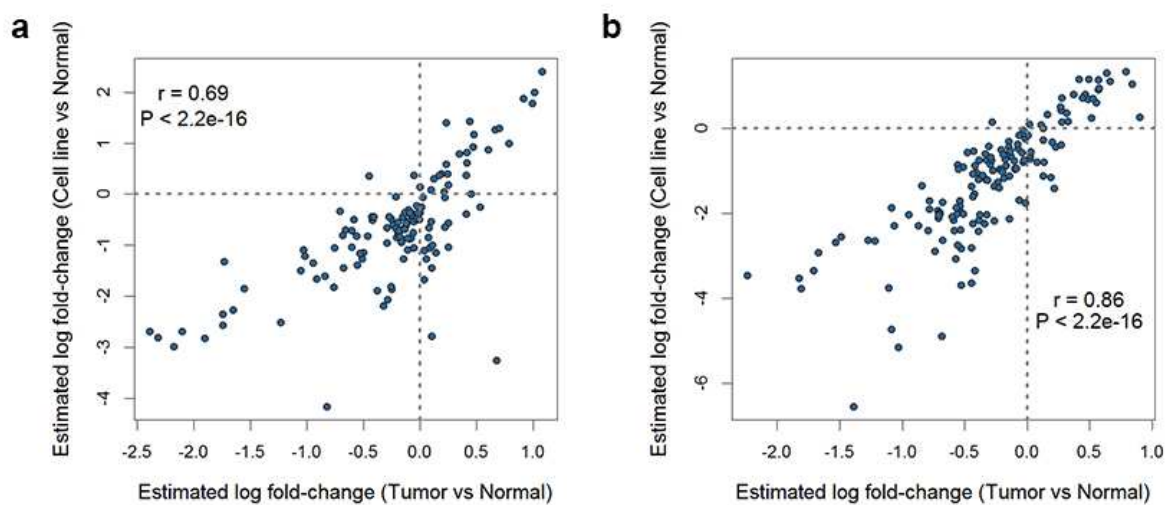 a
Estimated log fold-change (Cell line vs Normal)
r = 0.69
P < 2.2e-16
2
1
0
-1
-2
-3
-4
-2.5 -2.0 -1.5 -1.0 -0.5 0.0 0.5 1.0
Estimated log fold-change (Tumor vs Normal)
b
Estimated log fold-change (Cell line vs Normal)
0
-2
-4
-6
r = 0.86
P < 2.2e-16
-2.0 -1.5 -1.0 -0.5 0.0 0.5 1.0
Estimated log fold-change (Tumor vs Normal)